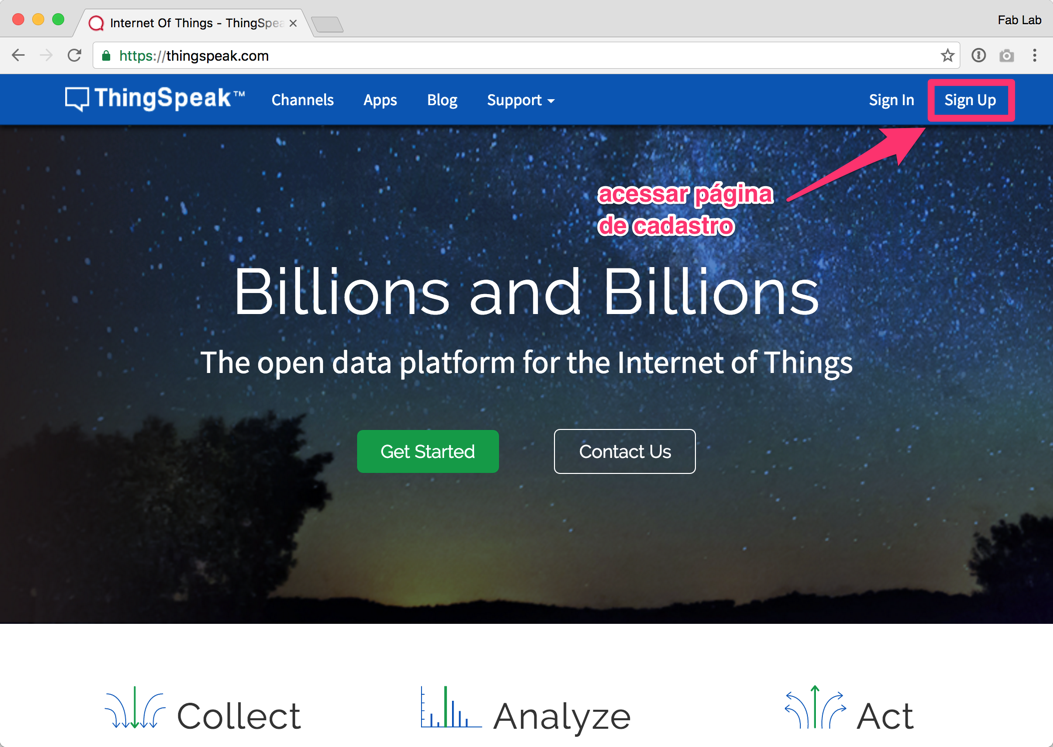 Internet Of Things - ThingSpea
Fab Lab
https://thingspeak.com
ThingSpeak™
Channels
Apps
Blog
Support
Sign In
Sign Up
acessar página
de cadastro
Billions and Billions
The open data platform for the Internet of Things
Get Started
Contact Us
Collect
Analyze
Act